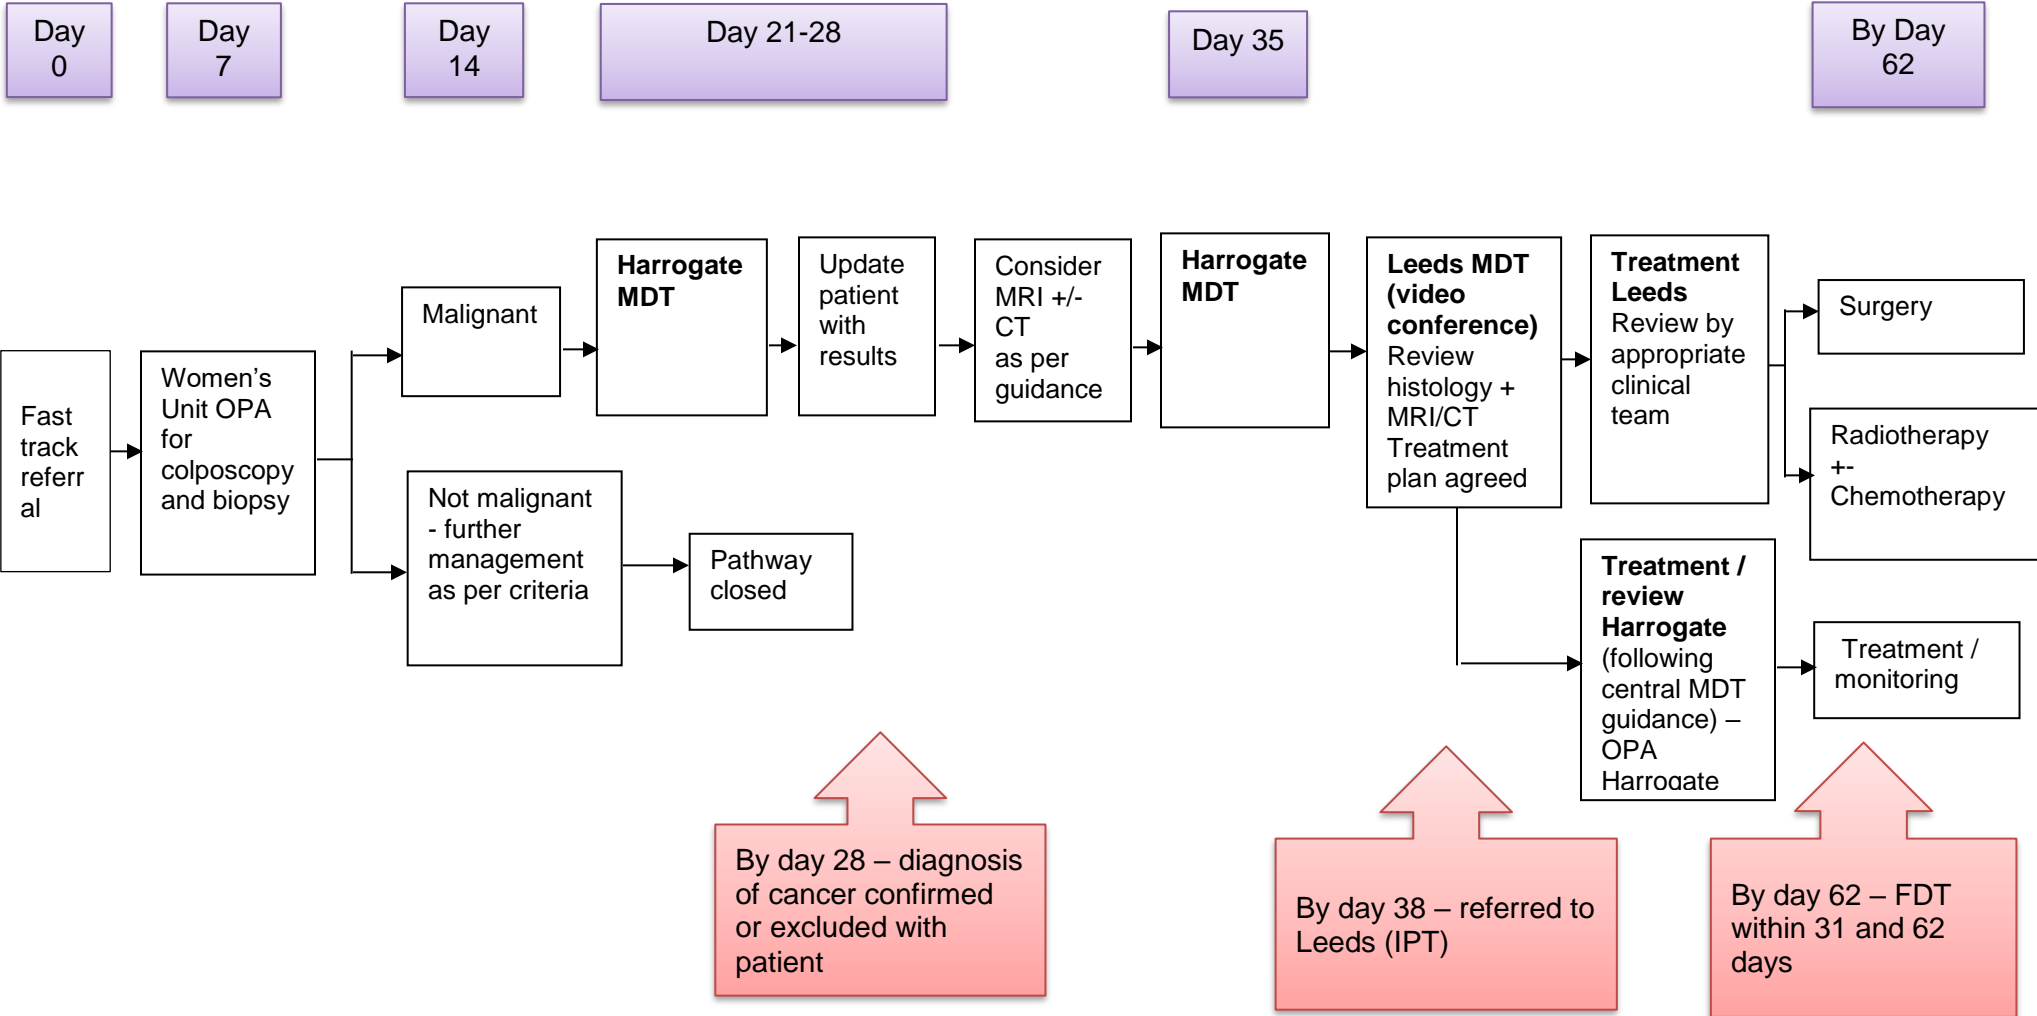 Day
0
Day
7
Day
14
Day 21-28
Day 35
By Day
62
Fast
track
referr
al
Women’s
Unit OPA
for
colposcopy
and biopsy
Malignant
Not malignant
- further
management
as per criteria
Pathway
closed
Harrogate
MDT
Update
patient
with
results
Consider
MRI +/-
CT
as per
guidance
Harrogate
MDT
Leeds MDT
(video
conference)
Review
histology +
MRI/CT
Treatment
plan agreed
Treatment
Leeds
Review by
appropriate
clinical
team
Surgery
Radiotherapy
+-
Chemotherapy
Treatment /
review
Harrogate
(following
central MDT
guidance) –
OPA
Harrogate
Treatment /
monitoring
By day 28 – diagnosis
of cancer confirmed
or excluded with
patient
By day 38 – referred to
Leeds (IPT)
By day 62 – FDT
within 31 and 62
days